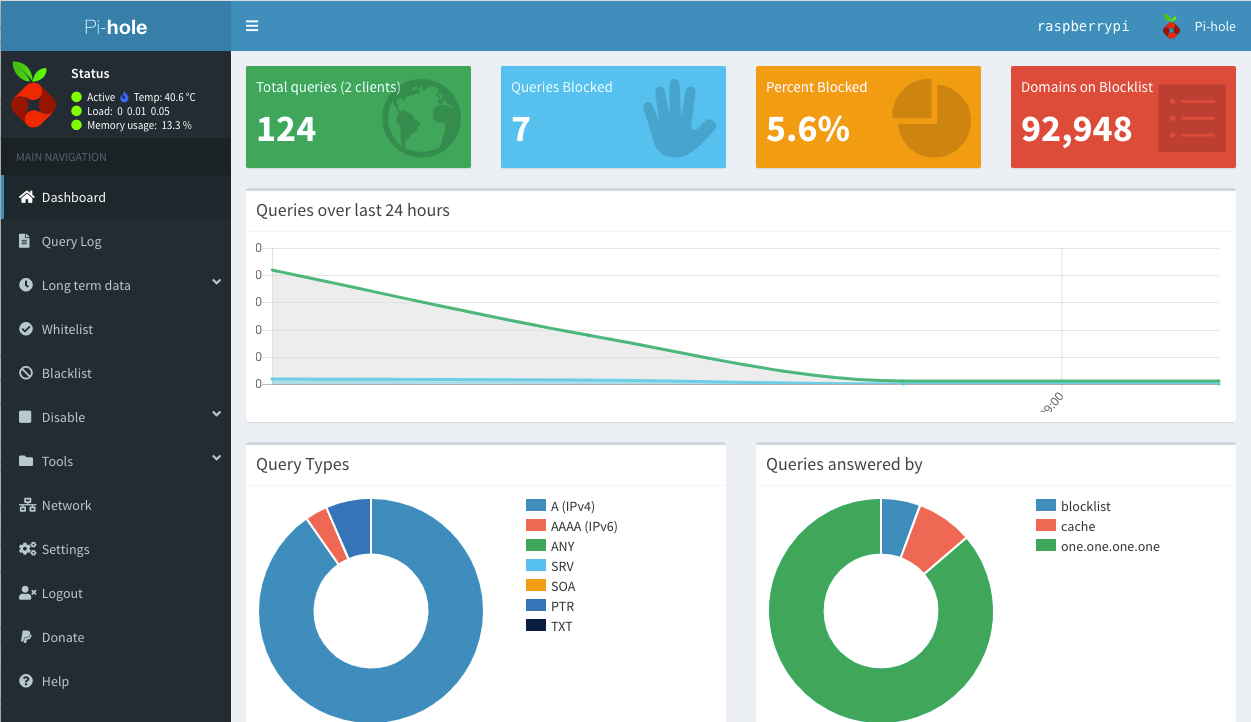 Pi-hole
raspberrypi
Pi-hole
Status
Active Temp: 40.6 °C
Load: 0 0.01 0.05
Memory usage: 13.3 %
MAIN NAVIGATION
Dashboard
Query Log
Long term data
Whitelist
Blacklist
Disable
Tools
Network
Settings
Logout
Donate
Help
Total queries (2 clients)
124
Queries Blocked
7
Percent Blocked
5.6%
Domains on Blocklist
92,948
Queries over last 24 hours
0
0
0
0
0
0
9:00
Query Types
A (IPv4)
AAAA (IPv6)
ANY
SRV
SOA
PTR
TXT
Queries answered by
blocklist
cache
one.one.one.one